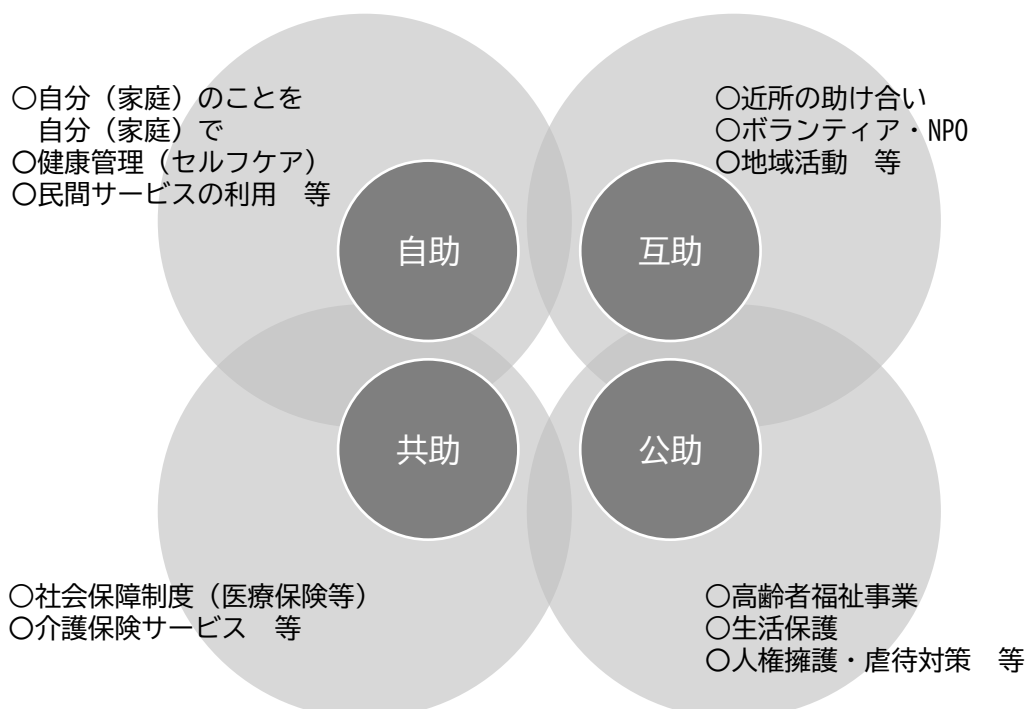 ○自分（家庭）のことを
自分（家庭）で
○健康管理（セルフケア）
○民間サービスの利用　等
○近所の助け合い
○ボランティア・NPO
○地域活動　等
自助
互助
共助
公助
○社会保障制度（医療保険等）
○介護保険サービス　等
○高齢者福祉事業
○生活保護
○人権擁護・虐待対策　等